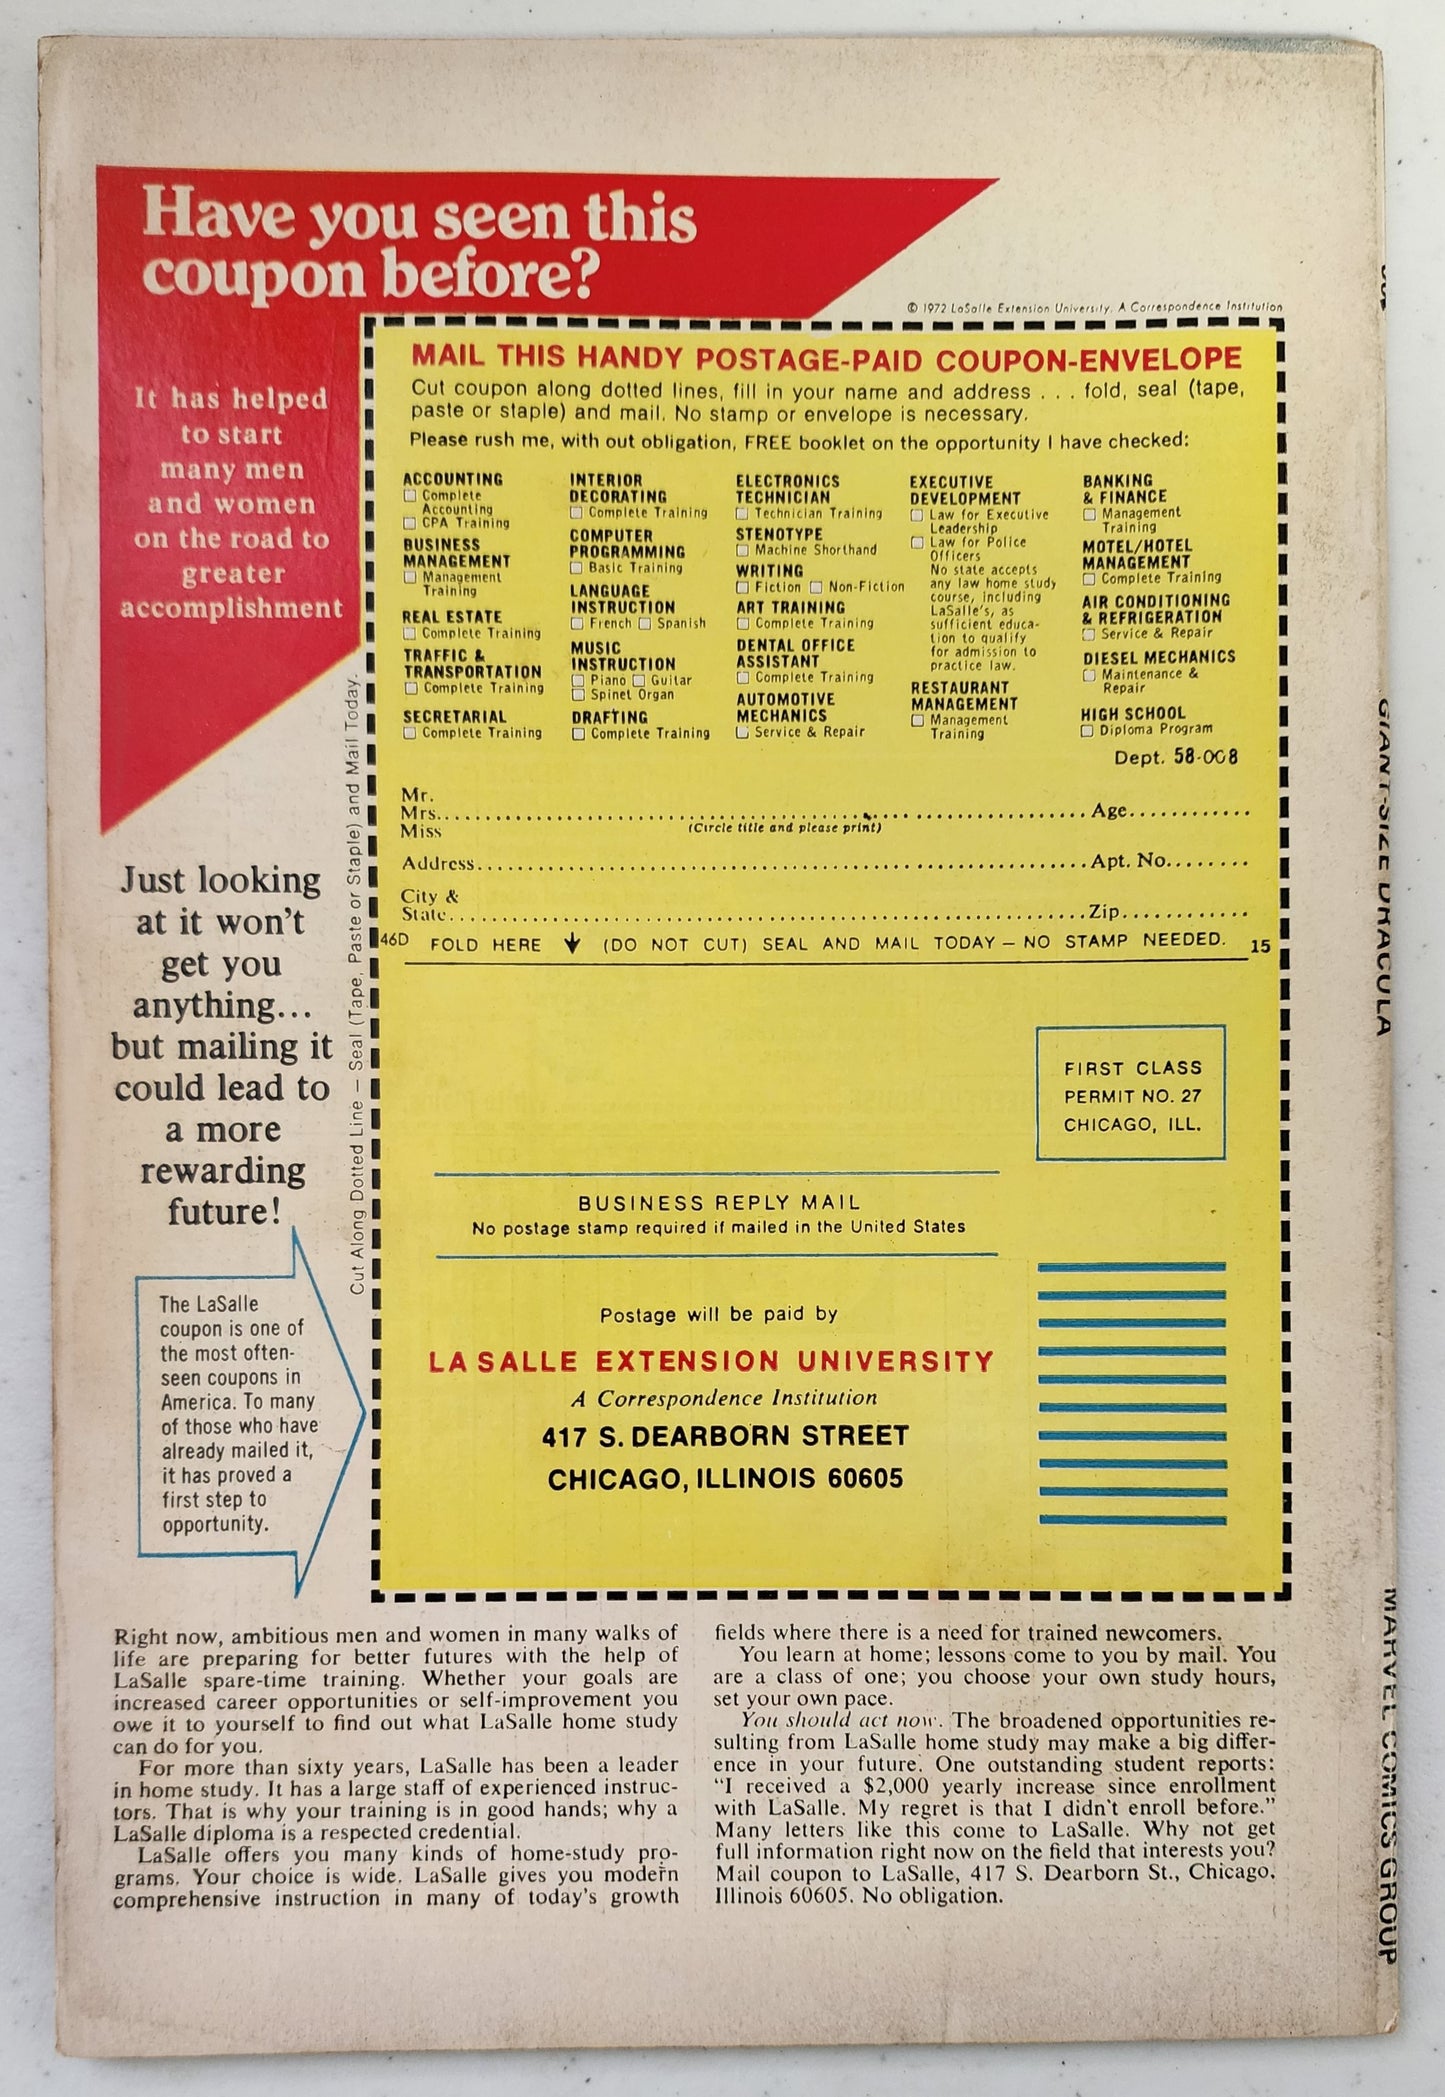 Have you seen this
coupon before?
© 1972 LaSalle Extension University. A Correspondence Institution
It has helped
to start
many men
and women
on the road to
greater
accomplishment
MAIL THIS HANDY POSTAGE-PAID COUPON-ENVELOPE
Cut coupon along dotted lines, fill in your name and address . . . fold, seal (tape,
paste or staple) and mail. No stamp or envelope is necessary.
Please rush me, with out obligation, FREE booklet on the opportunity I have checked:
ACCOUNTING
Complete
Accounting
CPA Training
BUSINESS
MANAGEMENT
Management
Training
REAL ESTATE
Complete Training
TRAFFIC &
TRANSPORTATION
Complete Training
SECRETARIAL
Complete Training
INTERIOR
DECORATING
Complete Training
COMPUTER
PROGRAMMING
Basic Training
LANGUAGE
INSTRUCTION
French Spanish
MUSIC
INSTRUCTION
Piano Guitar
Spinet Organ
DRAFTING
Complete Training
ELECTRONICS
TECHNICIAN
Technician Training
STENOTYPE
Machine Shorthand
WRITING
Fiction Non-Fiction
ART TRAINING
Complete Training
DENTAL OFFICE
ASSISTANT
Complete Training
AUTOMOTIVE
MECHANICS
Service & Repair
EXECUTIVE
DEVELOPMENT
Law for Executive
Leadership
Law for Police
Officers
No state accepts
any law home study
course, including
LaSalle's, as
sufficient educa-
tion to qualify
for admission to
practice law.
RESTAURANT
MANAGEMENT
Management
Training
BANKING
& FINANCE
Management
Training
MOTEL/HOTEL
MANAGEMENT
Complete Training
AIR CONDITIONING
& REFRIGERATION
Service & Repair
DIESEL MECHANICS
Maintenance &
Repair
HIGH SCHOOL
Diploma Program
Dept. 58-008
Mr.
Mrs. Age
Miss (Circle title and please print)
Address Apt. No.
City &
State Zip
46D FOLD HERE (DO NOT CUT) SEAL AND MAIL TODAY – NO STAMP NEEDED. 15
Cut Along Dotted Line – Seal (Tape, Paste or Staple) and Mail Today.
Just looking
at it won't
get you
anything...
but mailing it
could lead to
a more
rewarding
future!
FIRST CLASS
PERMIT NO. 27
CHICAGO, ILL.
BUSINESS REPLY MAIL
No postage stamp required if mailed in the United States
Postage will be paid by
LA SALLE EXTENSION UNIVERSITY
A Correspondence Institution
417 S. DEARBORN STREET
CHICAGO, ILLINOIS 60605
The LaSalle
coupon is one of
the most often-
seen coupons in
America. To many
of those who have
already mailed it,
it has proved a
first step to
opportunity.
Right now, ambitious men and women in many walks of
life are preparing for better futures with the help of
LaSalle spare-time training. Whether your goals are
increased career opportunities or self-improvement you
owe it to yourself to find out what LaSalle home study
can do for you.
For more than sixty years, LaSalle has been a leader
in home study. It has a large staff of experienced instruc-
tors. That is why your training is in good hands; why a
LaSalle diploma is a respected credential.
LaSalle offers you many kinds of home-study pro-
grams. Your choice is wide. LaSalle gives you modern
comprehensive instruction in many of today's growth
fields where there is a need for trained newcomers.
You learn at home; lessons come to you by mail. You
are a class of one; you choose your own study hours,
set your own pace.
You should act now. The broadened opportunities re-
sulting from LaSalle home study may make a big differ-
ence in your future. One outstanding student reports:
"I received a $2,000 yearly increase since enrollment
with LaSalle. My regret is that I didn't enroll before."
Many letters like this come to LaSalle. Why not get
full information right now on the field that interests you?
Mail coupon to LaSalle, 417 S. Dearborn St., Chicago,
Illinois 60605. No obligation.
GIANT-SIZE DRACULA
MARVEL COMICS GROUP